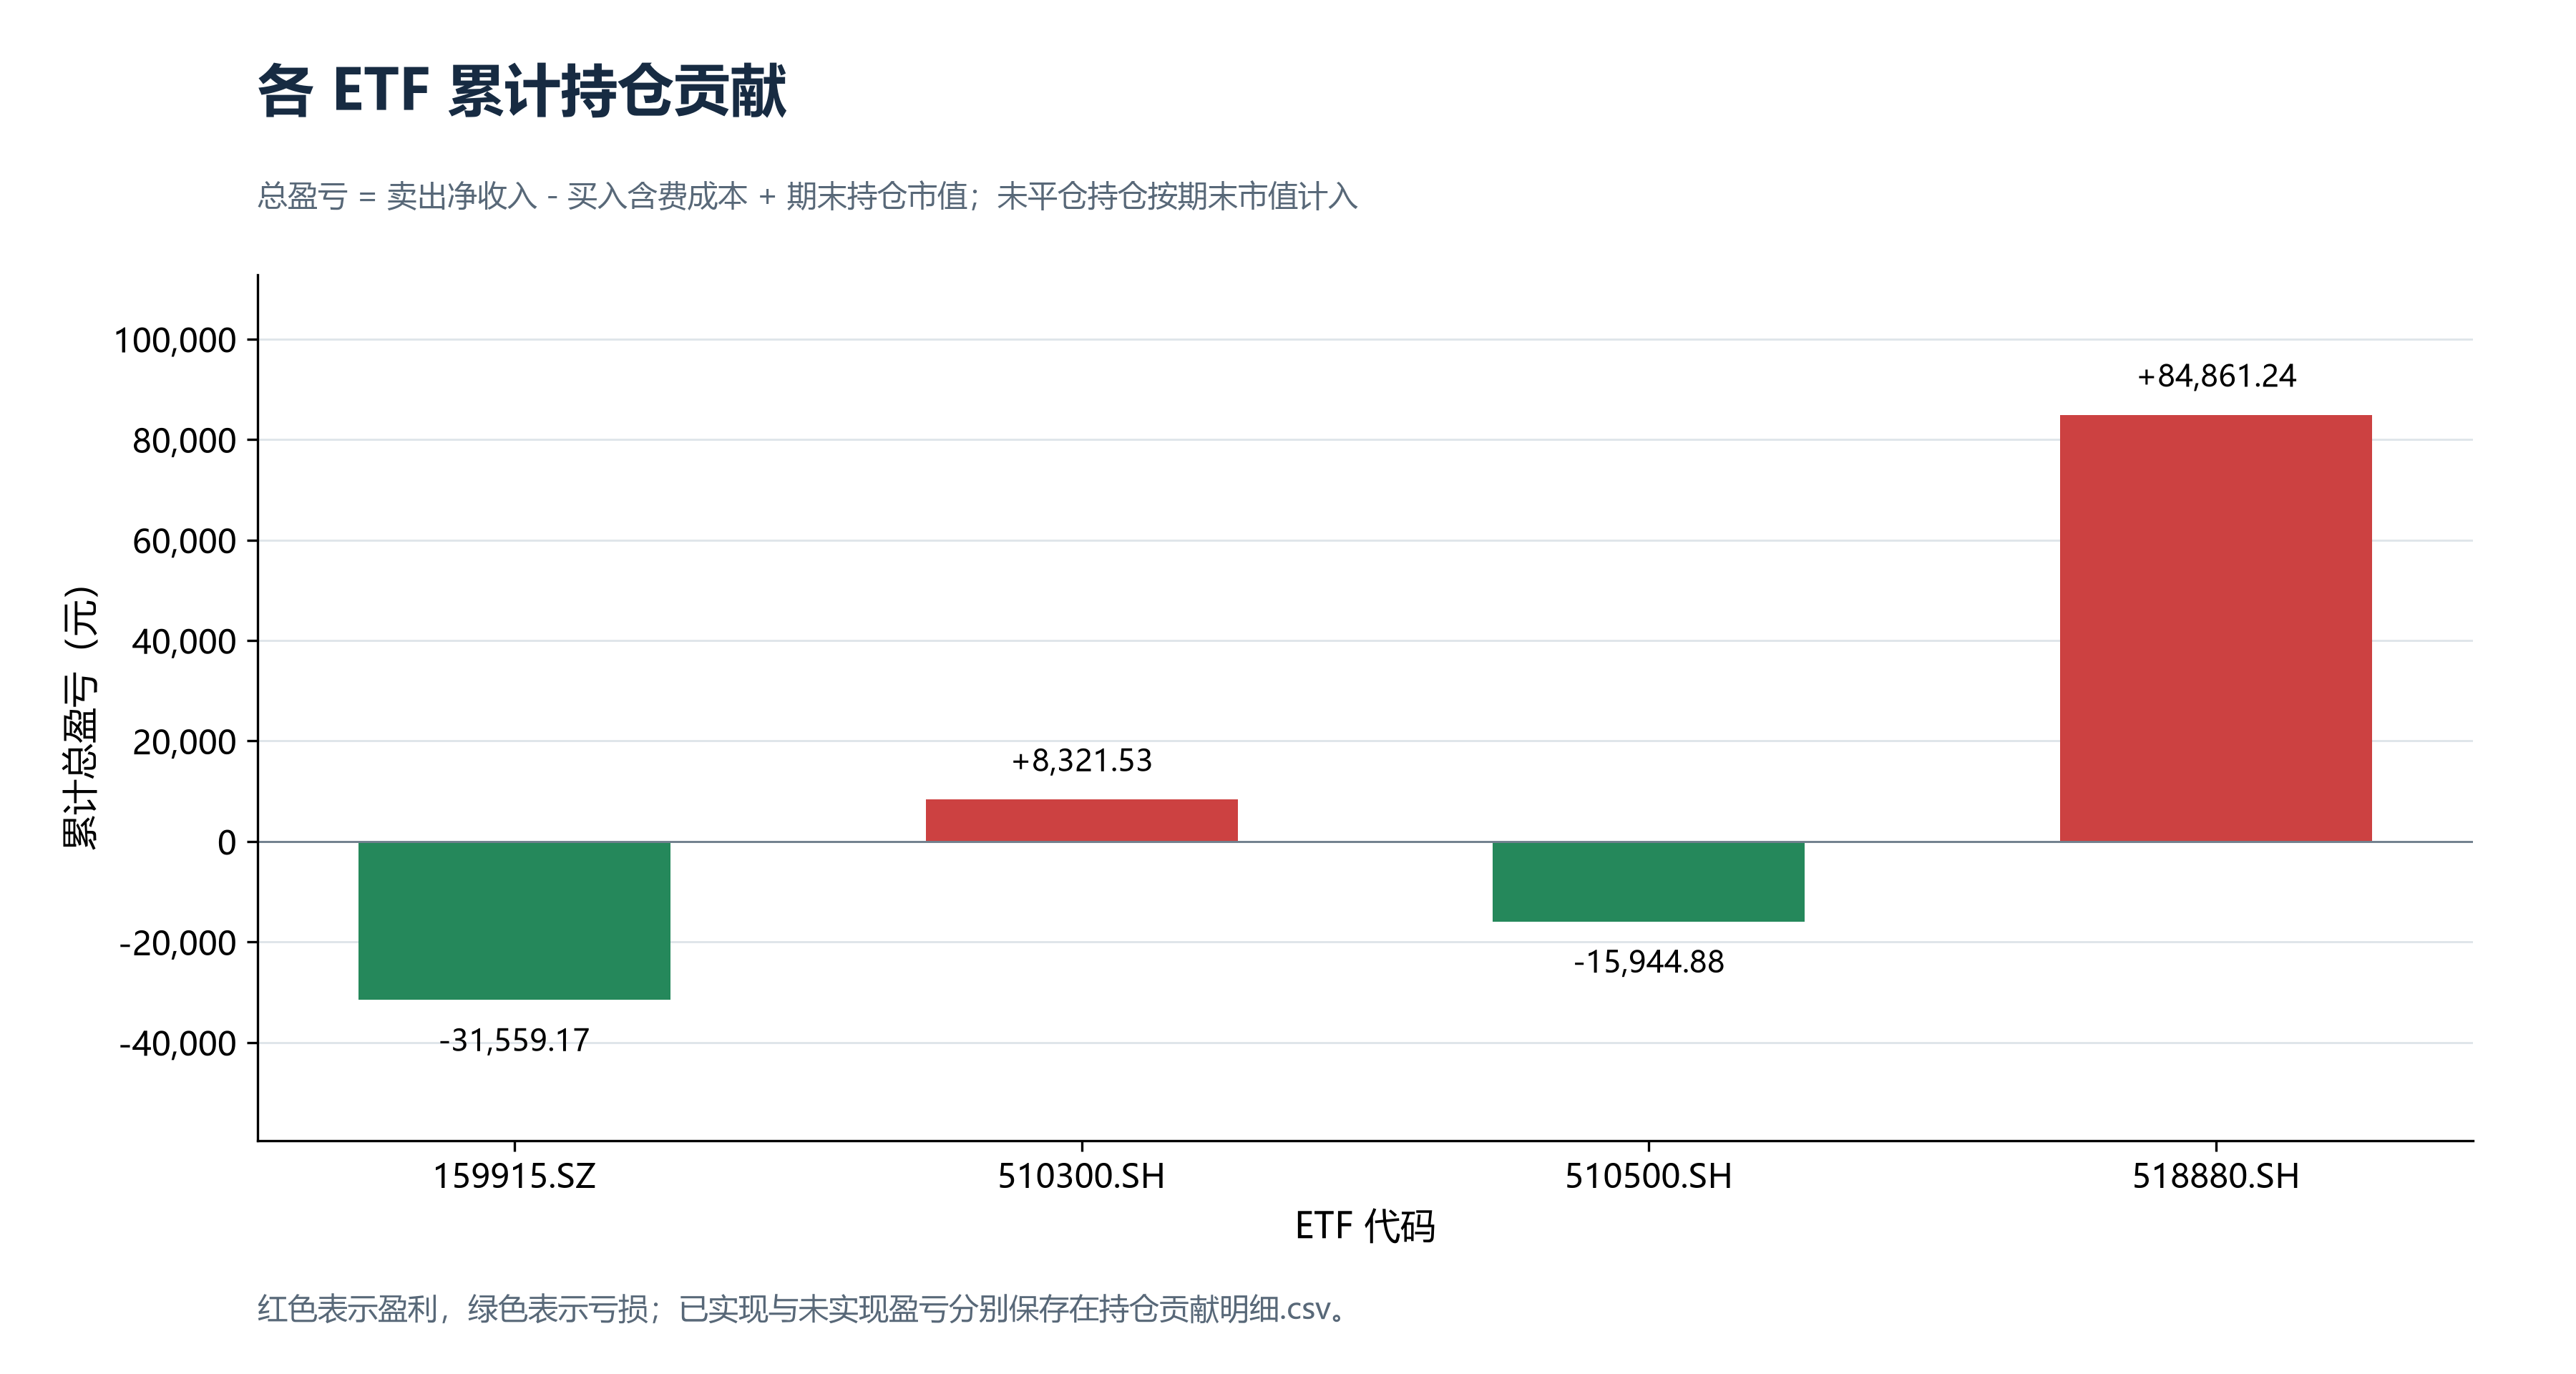 各 ETF 累计持仓贡献
总盈亏 = 卖出净收入 - 买入含费成本 + 期末持仓市值；未平仓持仓按期末市值计入
累计总盈亏（元）
100,000
80,000
60,000
40,000
20,000
0
-20,000
-40,000
-31,559.17
+8,321.53
-15,944.88
+84,861.24
159915.SZ
510300.SH
510500.SH
518880.SH
ETF 代码
红色表示盈利，绿色表示亏损；已实现与未实现盈亏分别保存在持仓贡献明细.csv。